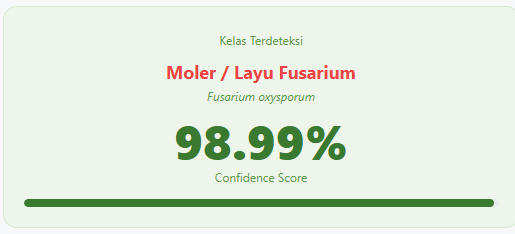 Kelas Terdeteksi
Moler / Layu Fusarium
Fusarium oxysporum
98.99%
Confidence Score